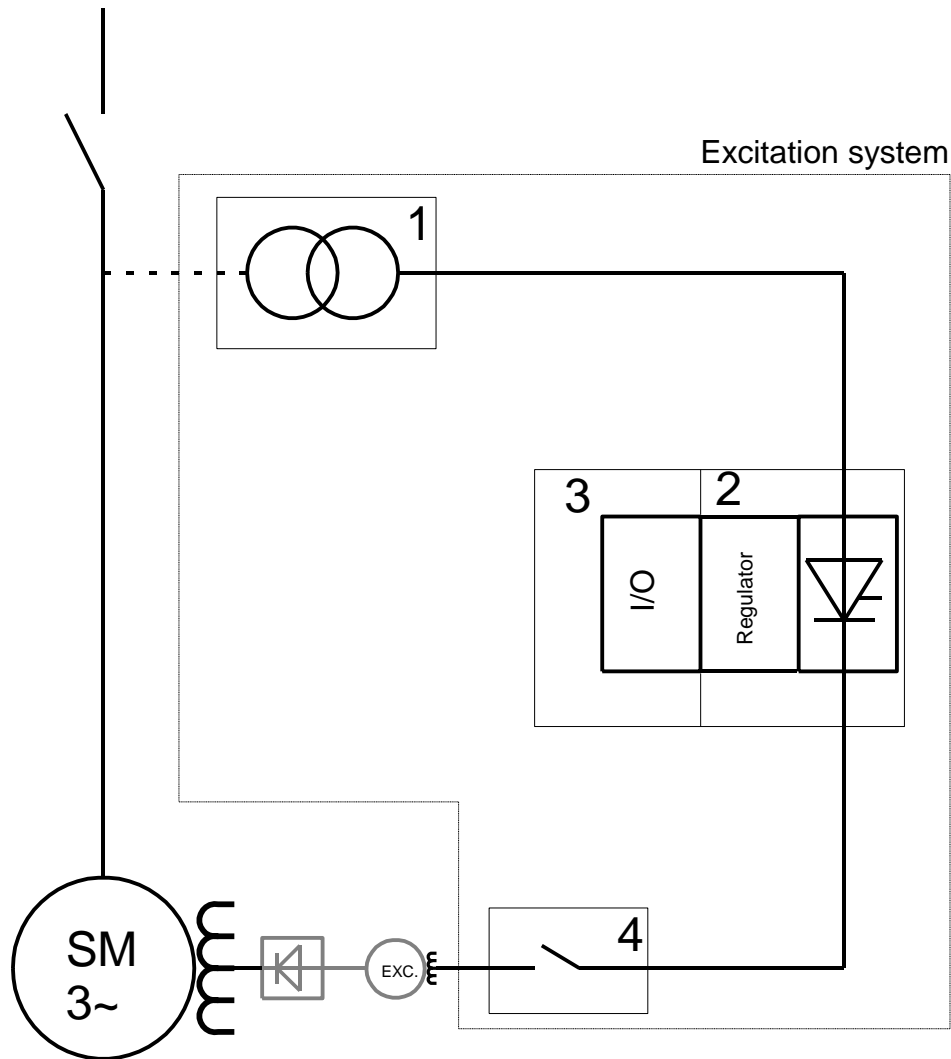 Excitation system
1
3
2
I/O
Regulator
SM
3~
EXC.
4